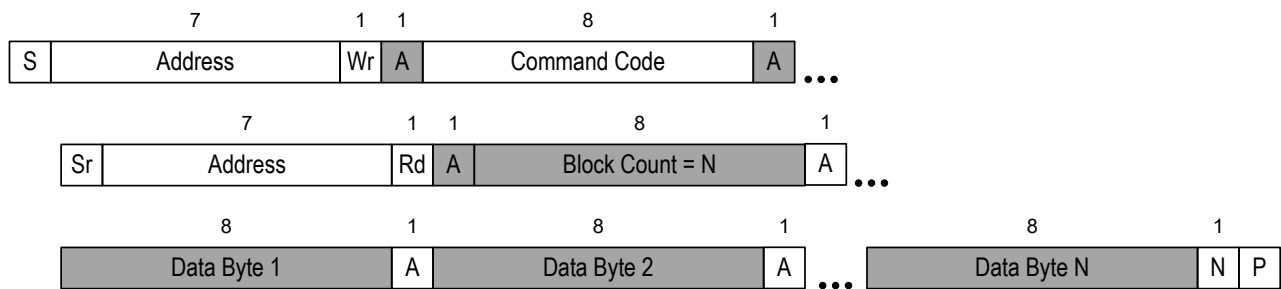 7 1 1 8 1
S Address Wr A Command Code A ...
7 1 1 8 1
Sr Address Rd A Block Count = N A ...
8 1 8 1 8 1
Data Byte 1 A Data Byte 2 A ... Data Byte N N P